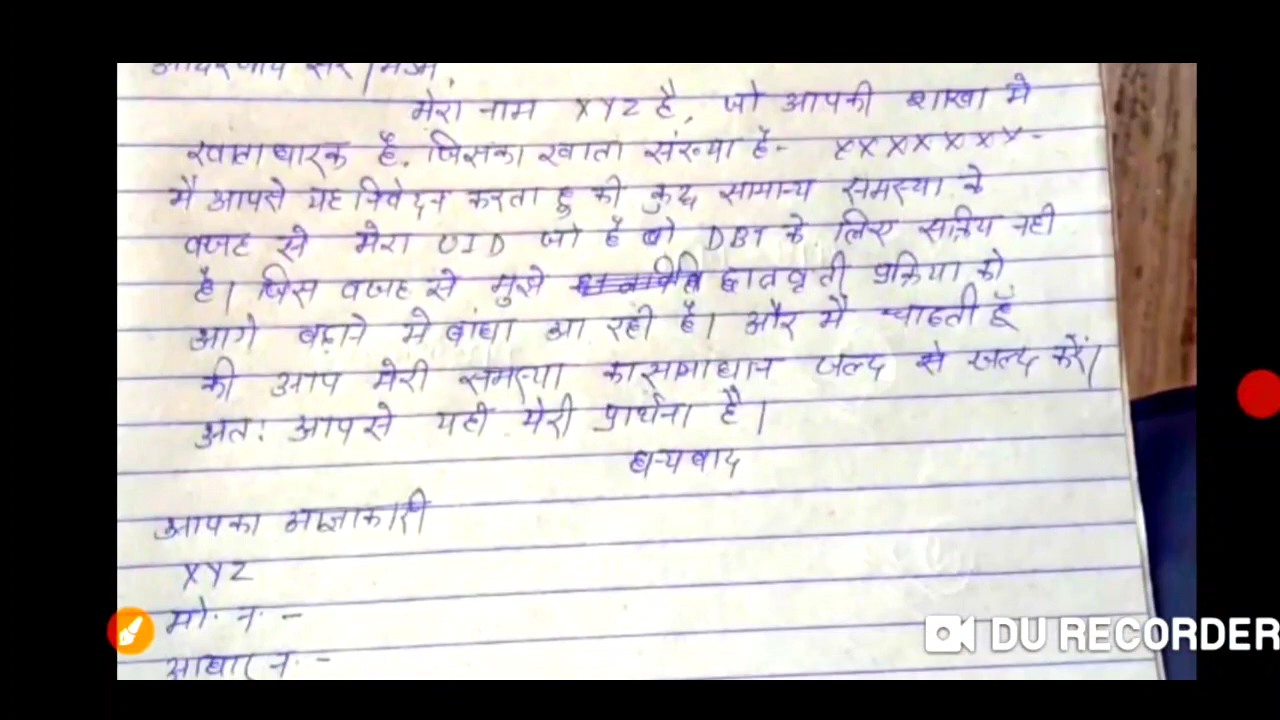 आदरणीय सर / मैम,
मेरा नाम XYZ है, जो आपकी शाखा मे
खाताधारक हैं, जिसका खाता संख्या है- XXXXXXX-
मैं आपसे यह निवेदन करता हु की कुछ सामान्य समस्या के
वजह से मेरा UID जो है वो DBT के लिए सक्रिय नही
है। जिस वजह से मुझे छात्रवृती प्रक्रिया को
आगे बढ़ाने मे बांधा आ रही है। और मैं चाहती हूँ
की आप मेरी समस्या का समाधान जल्द से जल्द करें।
अतः आपसे यही मेरी प्रार्थना है।
धन्यवाद
आपका आज्ञाकारी
XYZ
मो. न. -
आधार न. -
DU RECORDER